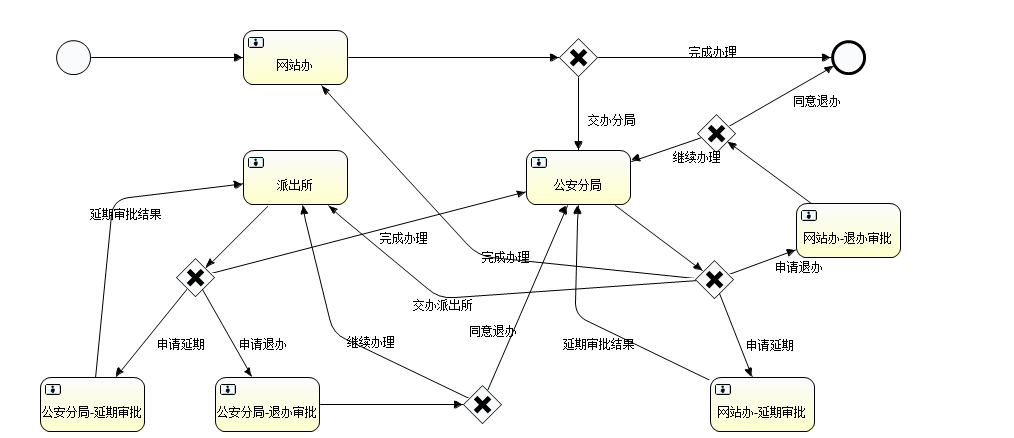 完成办理
网站办
同意退办
交办分局
继续办理
派出所
公安分局
延期审批结果
完成办理
网站办-退办审批
完成办理
申请退办
交办派出所
同意退办
申请延期
申请退办
继续办理
延期审批结果
申请延期
公安分局-延期审批
公安分局-退办审批
网站办-延期审批